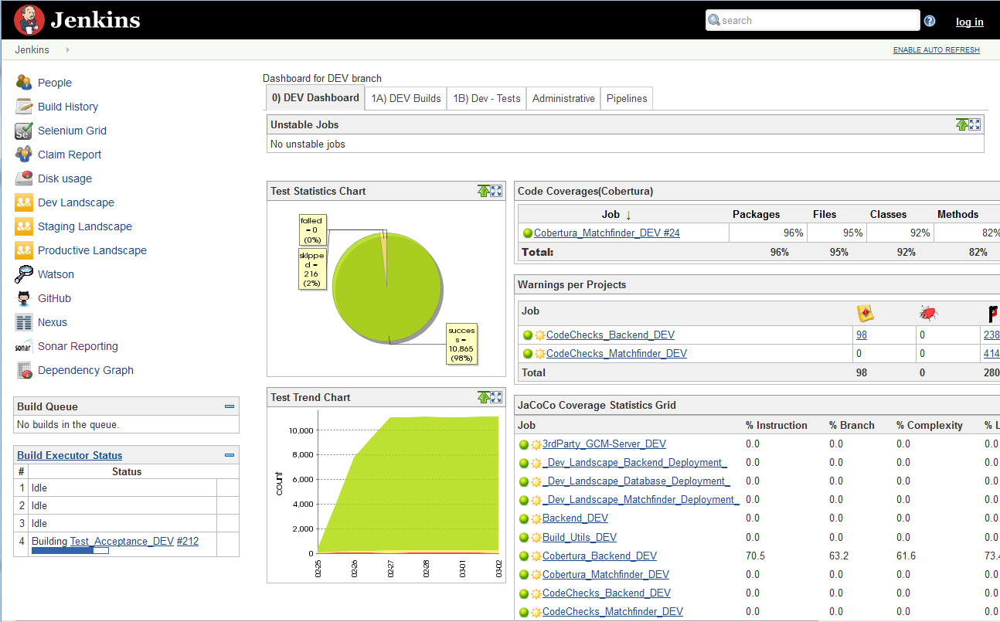 Jenkins
search
log in
Jenkins
ENABLE AUTO REFRESH
People
Build History
Selenium Grid
Claim Report
Disk usage
Dev Landscape
Staging Landscape
Productive Landscape
Watson
GitHub
Nexus
sonar Sonar Reporting
Dependency Graph
Build Queue
No builds in the queue.
Build Executor Status
# Status
1 Idle
2 Idle
3 Idle
4 Building Test_Acceptance_DEV #212
Dashboard for DEV branch
0) DEV Dashboard 1A) DEV Builds 1B) Dev - Tests Administrative Pipelines
Unstable Jobs
No unstable jobs
Test Statistics Chart
failed
= 0
(0%)
skippe
d =
216
(2%)
succes
s =
10,865
(98%)
Test Trend Chart
count
10,000
8,000
6,000
4,000
2,000
0
02-25 02-26 02-27 02-28 03-01 03-02
Code Coverages(Cobertura)
Job ↓ Packages Files Classes Methods
Cobertura_Matchfinder_DEV #24 96% 95% 92% 82%
Total: 96% 95% 92% 82%
Warnings per Projects
Job
CodeChecks_Backend_DEV 98 0 238
CodeChecks_Matchfinder_DEV 0 0 414
Total 98 0 280
JaCoCo Coverage Statistics Grid
Job % Instruction % Branch % Complexity % L
3rdParty_GCM-Server_DEV 0.0 0.0 0.0 0.0
_Dev_Landscape_Backend_Deployment_ 0.0 0.0 0.0 0.0
_Dev_Landscape_Database_Deployment_ 0.0 0.0 0.0 0.0
_Dev_Landscape_Matchfinder_Deployment_ 0.0 0.0 0.0 0.0
Backend_DEV 0.0 0.0 0.0 0.0
Build_Utils_DEV 0.0 0.0 0.0 0.0
Cobertura_Backend_DEV 70.5 63.2 61.6 73.4
Cobertura_Matchfinder_DEV 0.0 0.0 0.0 0.0
CodeChecks_Backend_DEV 0.0 0.0 0.0 0.0
CodeChecks_Matchfinder_DEV 0.0 0.0 0.0 0.0